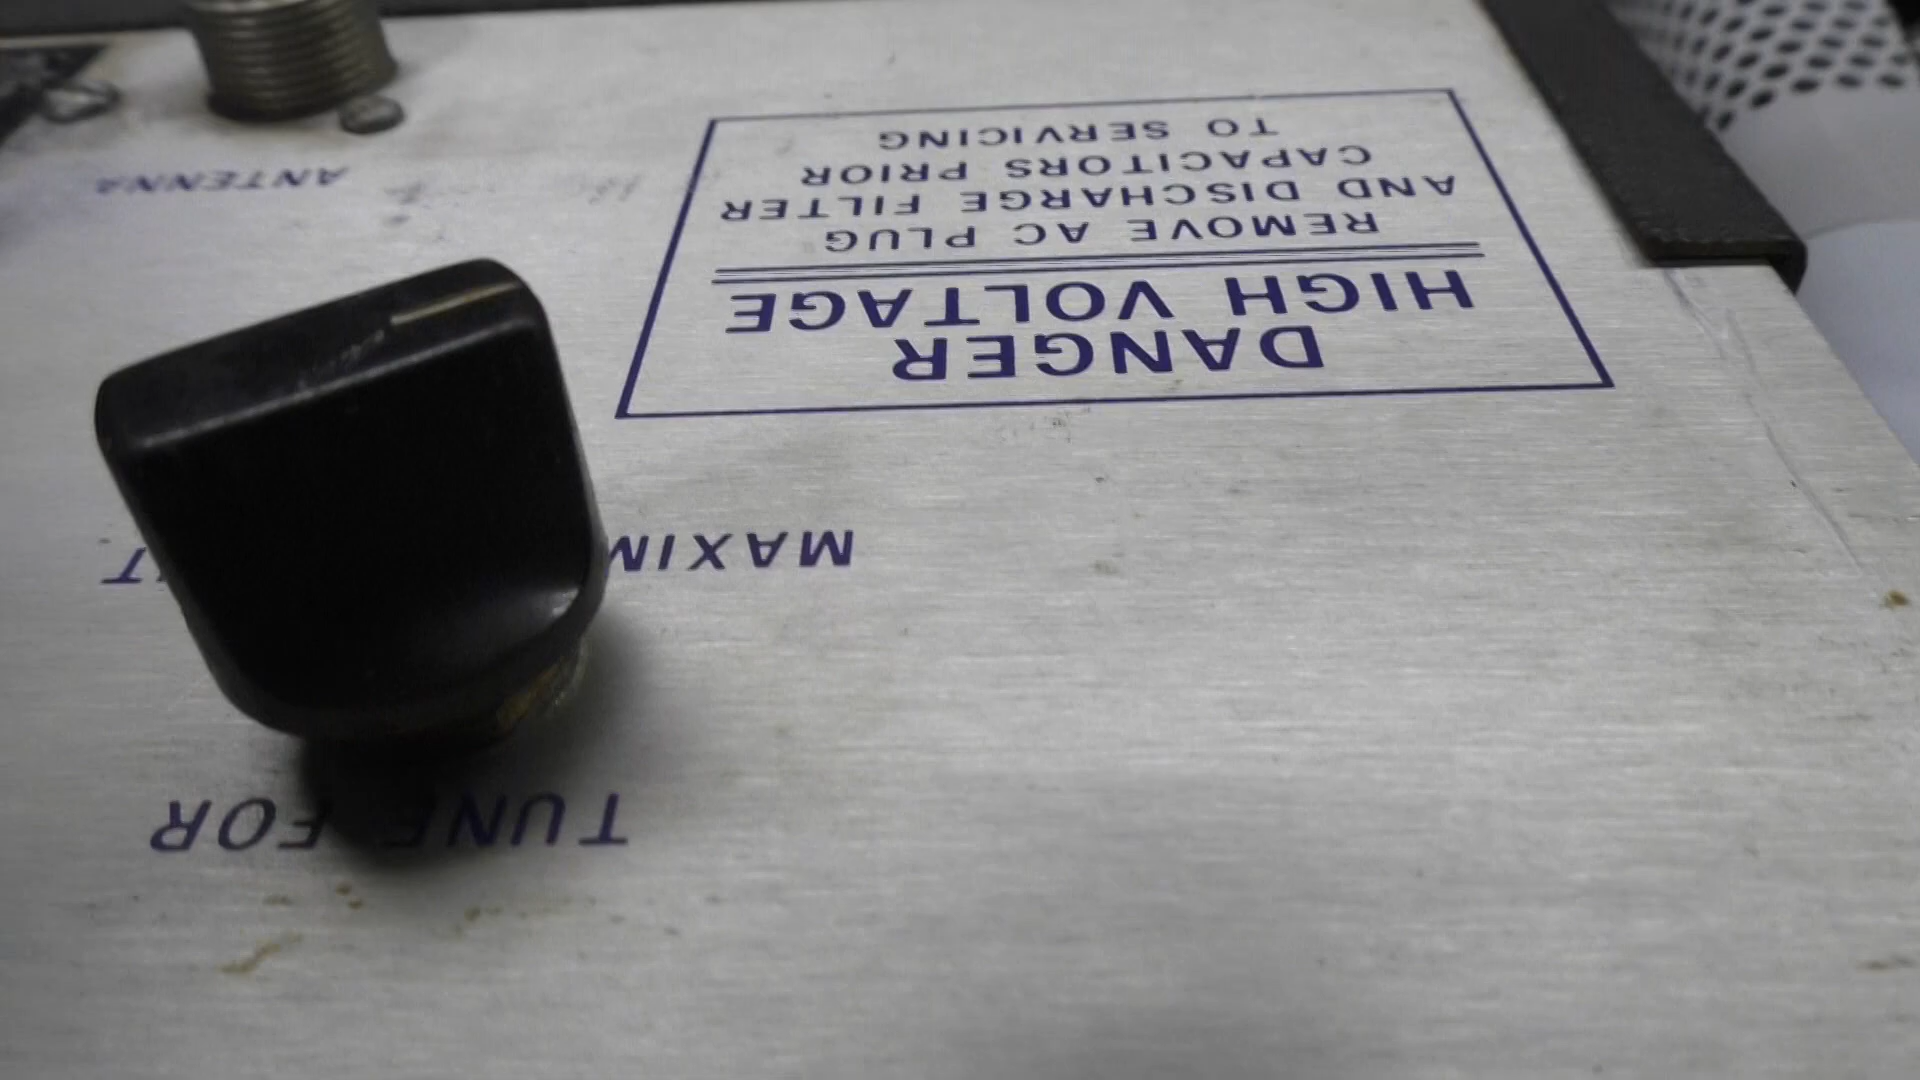 TUNE FOR
MAXIM
DANGER
HIGH VOLTAGE
REMOVE AC PLUG
AND DISCHARGE FILTER
CAPACITORS PRIOR
TO SERVICING
ANTENNA